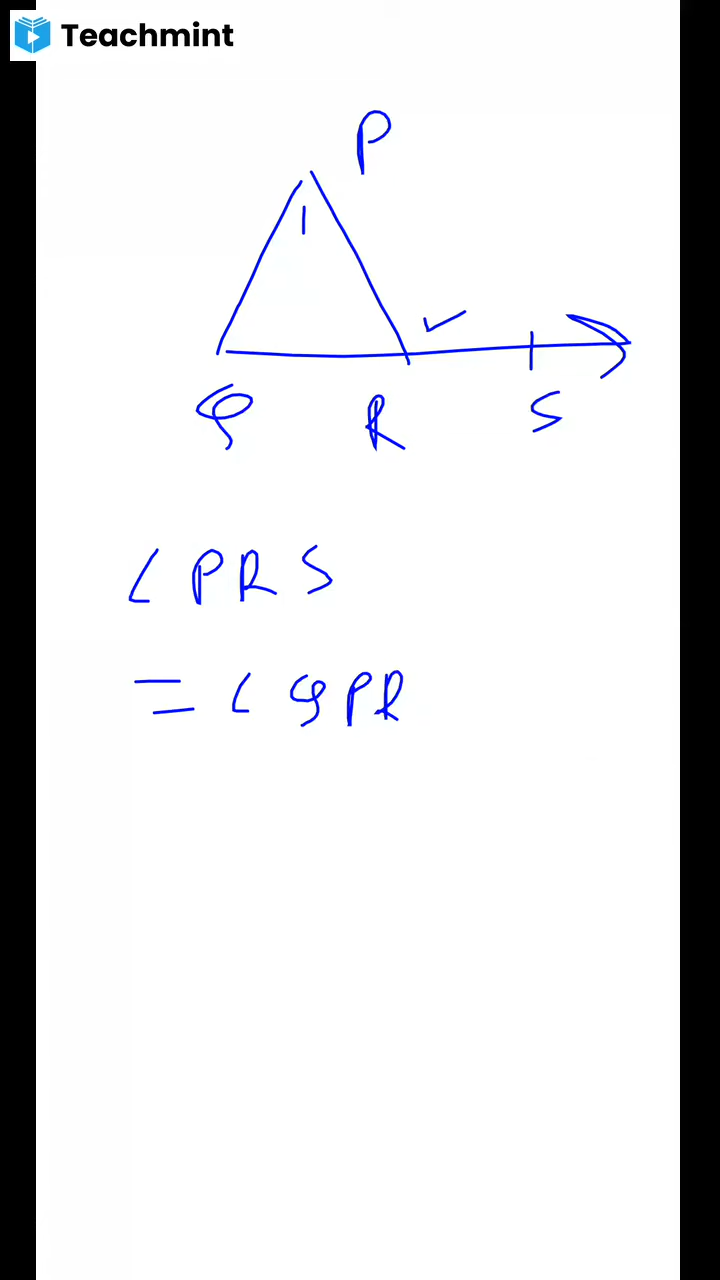 Teachmint
P
Q R S
∠ PRS
= ∠ QPR